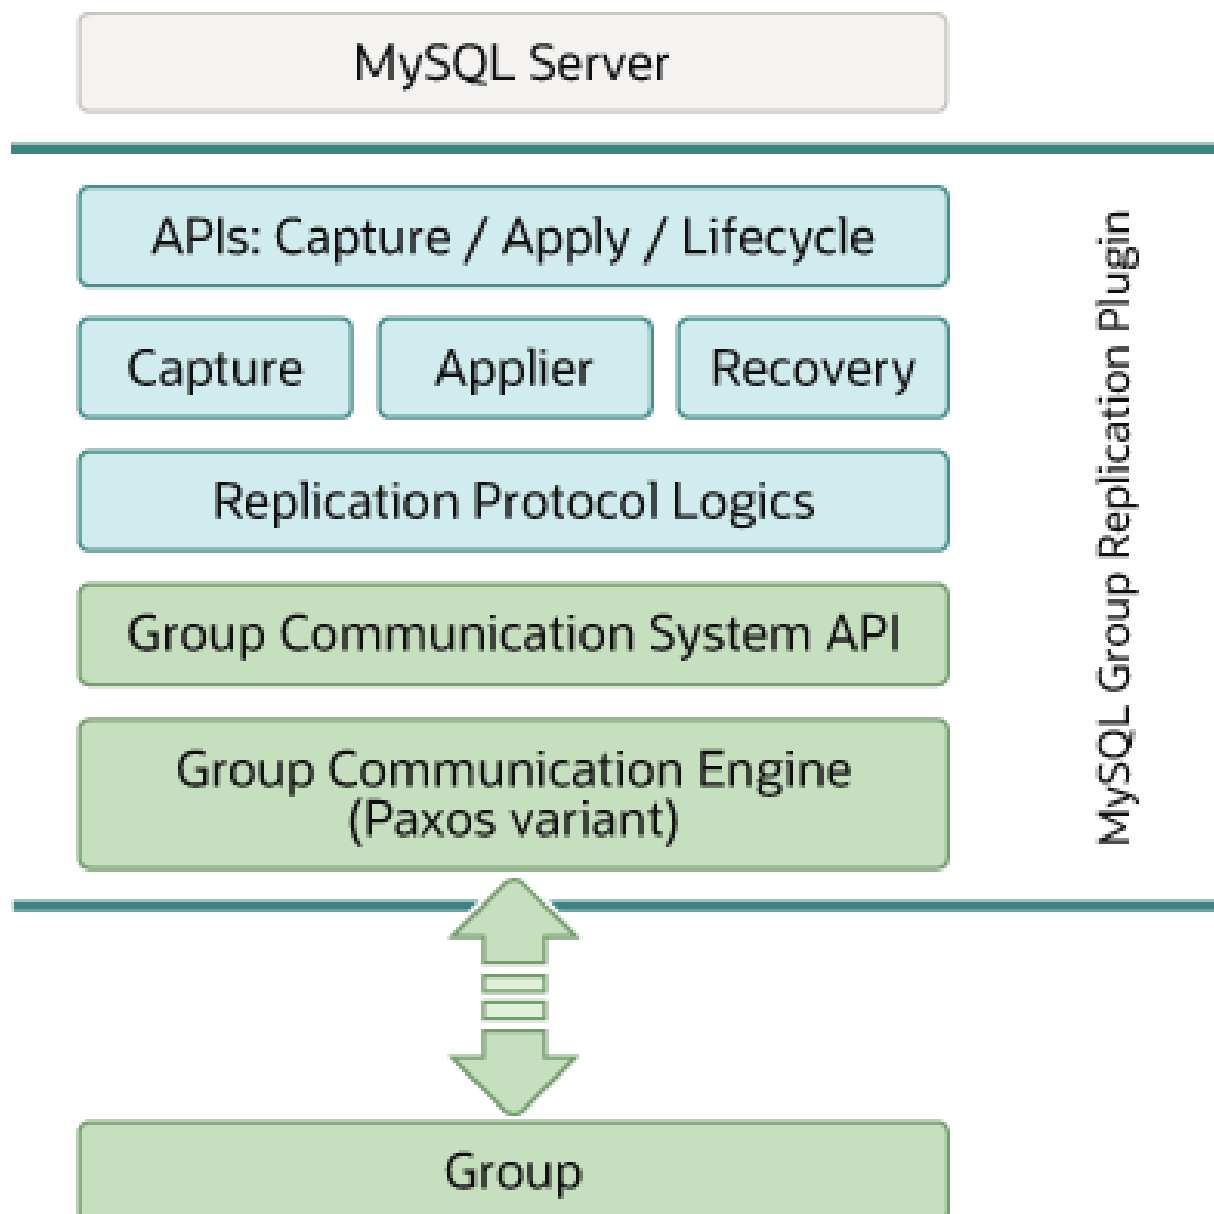 MySQL Server
APIs: Capture / Apply / Lifecycle
Capture
Applier
Recovery
Replication Protocol Logics
Group Communication System API
Group Communication Engine
(Paxos variant)
MySQL Group Replication Plugin
Group